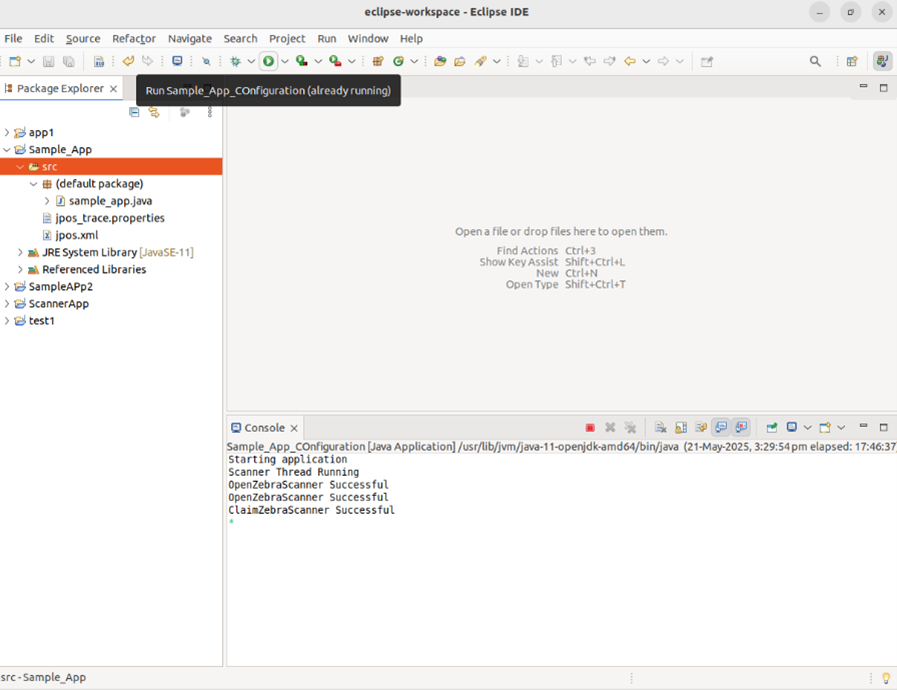 eclipse-workspace - Eclipse IDE
File Edit Source Refactor Navigate Search Project Run Window Help
Package Explorer
Run Sample_App_COnfiguration (already running)
app1
Sample_App
src
(default package)
sample_app.java
jpos_trace.properties
jpos.xml
JRE System Library [JavaSE-11]
Referenced Libraries
SampleAPp2
ScannerApp
test1
Open a file or drop files here to open them.
Find Actions Ctrl+3
Show Key Assist Shift+Ctrl+L
New Ctrl+N
Open Type Shift+Ctrl+T
Console
Sample_App_COnfiguration [Java Application] /usr/lib/jvm/java-11-openjdk-amd64/bin/java (21-May-2025, 3:29:54 pm elapsed: 17:46:37
Starting application
Scanner Thread Running
OpenZebraScanner Successful
OpenZebraScanner Successful
ClaimZebraScanner Successful
*
src - Sample_App